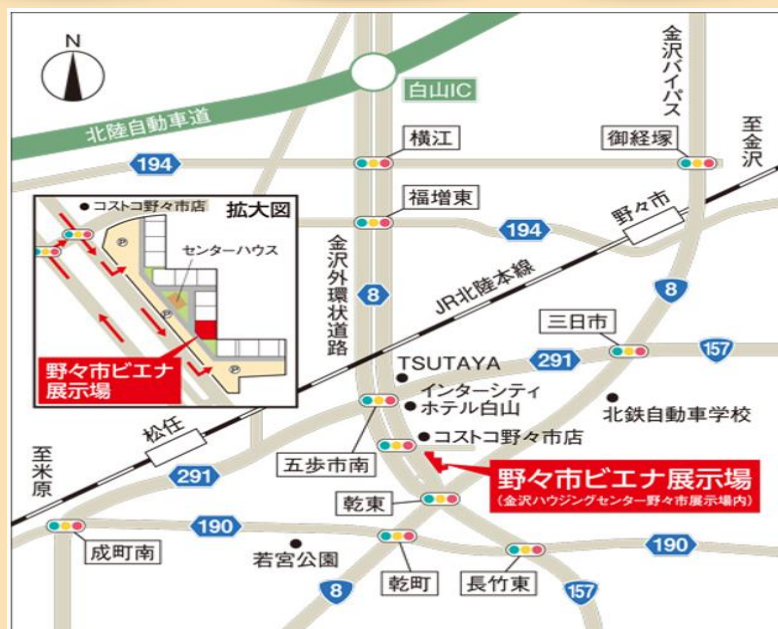 N
白山IC
北陸自動車道
金沢バイパス
至金沢
194
横江
御経塚
コストコ野々市店
拡大図
福増東
194
野々市
P
センターハウス
金沢外環状道路
8
JR北陸本線
8
P
三日市
157
291
野々市ビエナ
展示場
P
TSUTAYA
インターシティ
ホテル白山
北鉄自動車学校
松任
コストコ野々市店
至米原
五歩市南
291
野々市ビエナ展示場
(金沢ハウジングセンター野々市展示場内)
乾東
190
190
成町南
若宮公園
乾町
長竹東
8
157